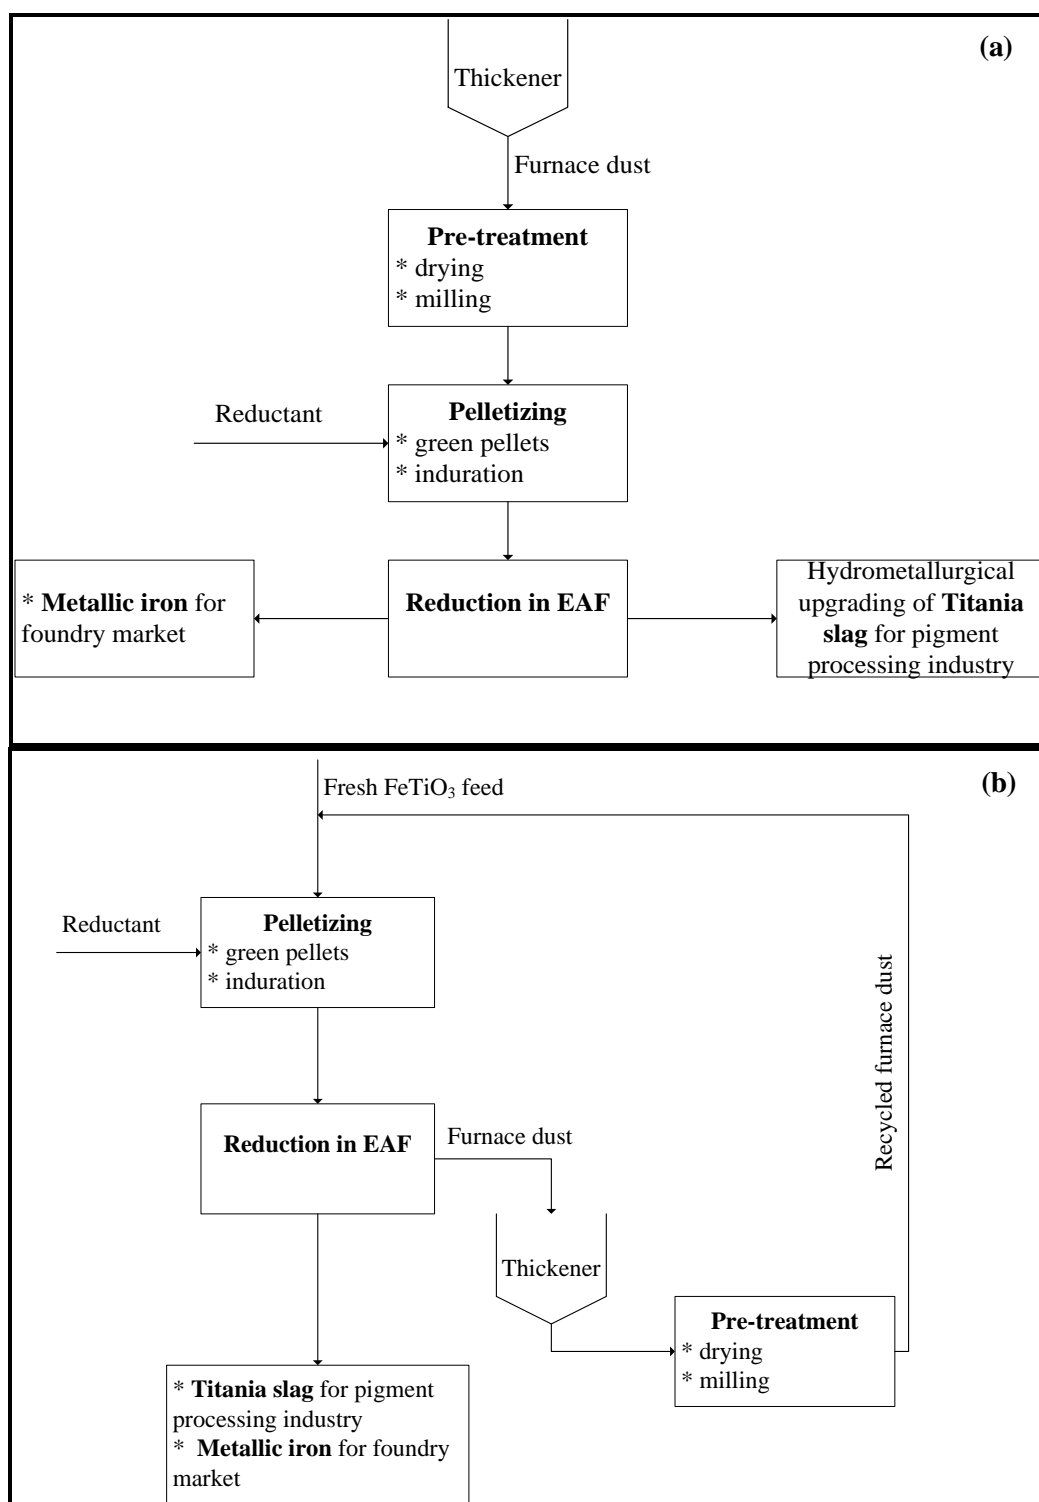 (a)
Thickener
Furnace dust
Pre-treatment
* drying
* milling
Reductant
Pelletizing
* green pellets
* induration
* Metallic iron for
foundry market
Reduction in EAF
Hydrometallurgical
upgrading of Titania
slag for pigment
processing industry
(b)
Fresh FeTiO₃ feed
Reductant
Pelletizing
* green pellets
* induration
Recycled furnace dust
Reduction in EAF
Furnace dust
Thickener
Pre-treatment
* drying
* milling
* Titania slag for pigment
processing industry
* Metallic iron for foundry
market